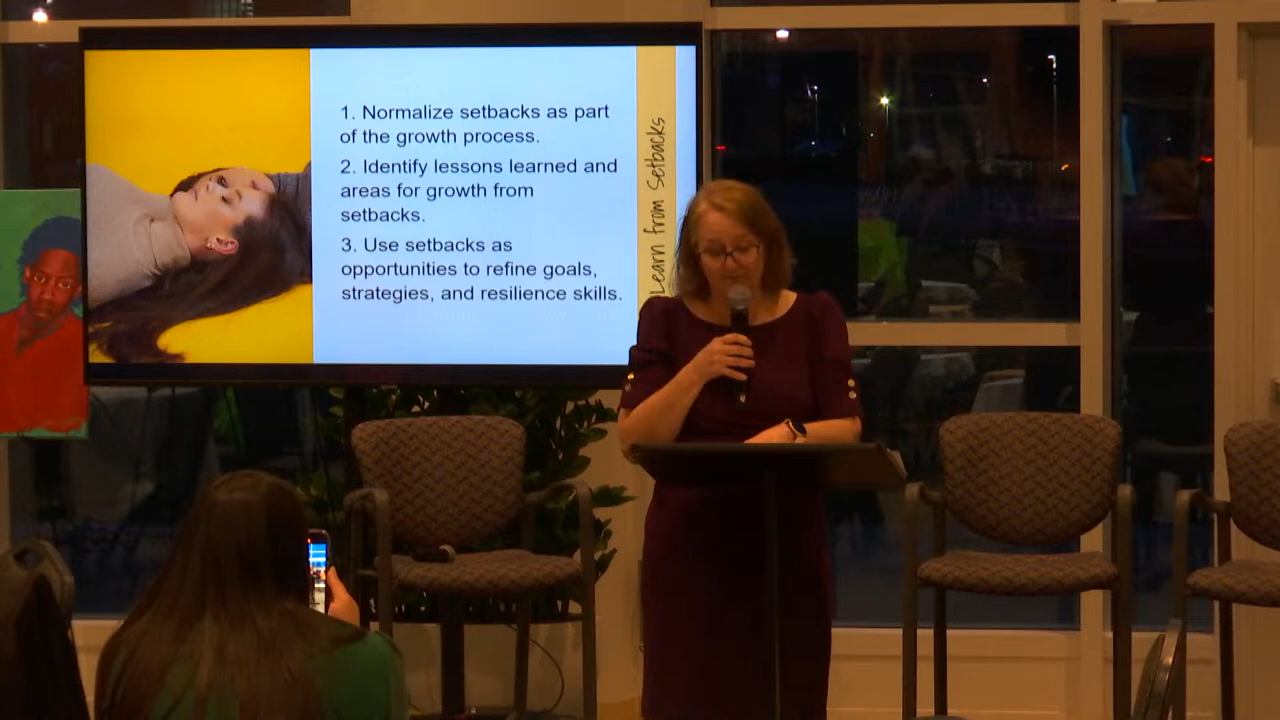 1. Normalize setbacks as part
of the growth process.
2. Identify lessons learned and
areas for growth from
setbacks.
3. Use setbacks as
opportunities to refine goals,
strategies, and resilience skills.
Learn from Setbacks